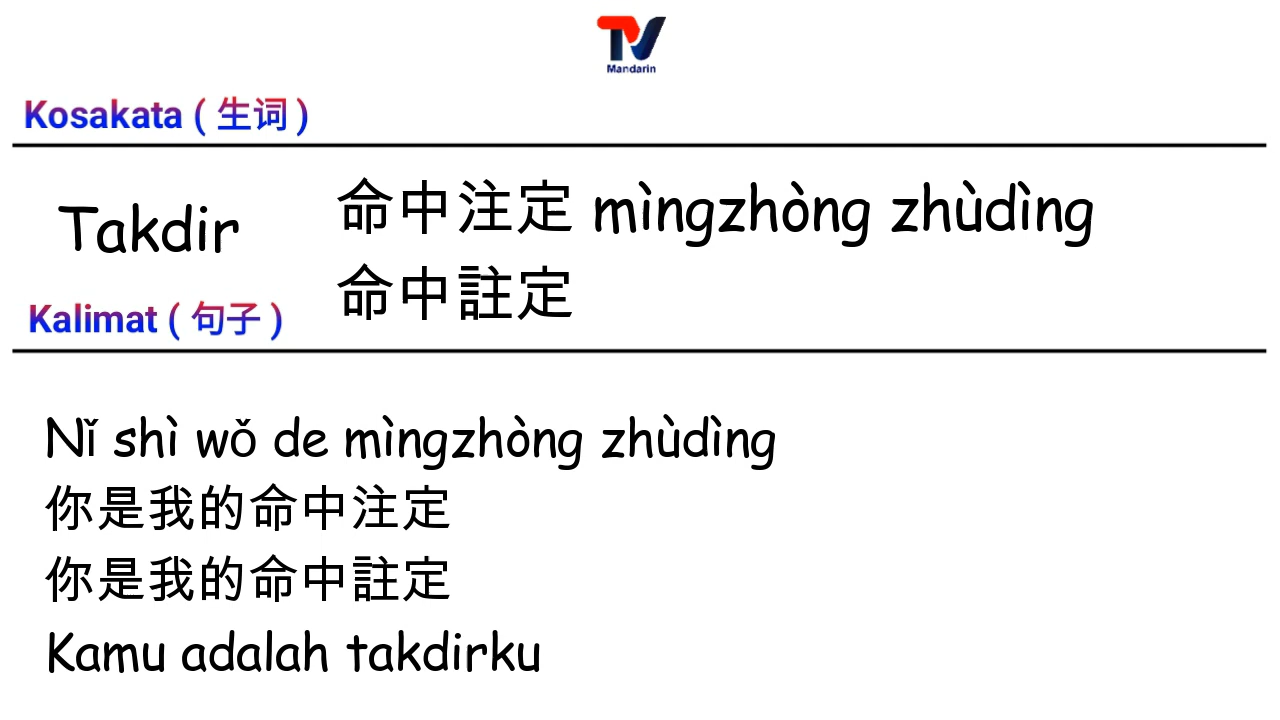 TV
Mandarin
Kosakata ( 生词 )
Takdir
命中注定 mìngzhòng zhùdìng
命中註定
Kalimat ( 句子 )
Nǐ shì wǒ de mìngzhòng zhùdìng
你是我的命中注定
你是我的命中註定
Kamu adalah takdirku